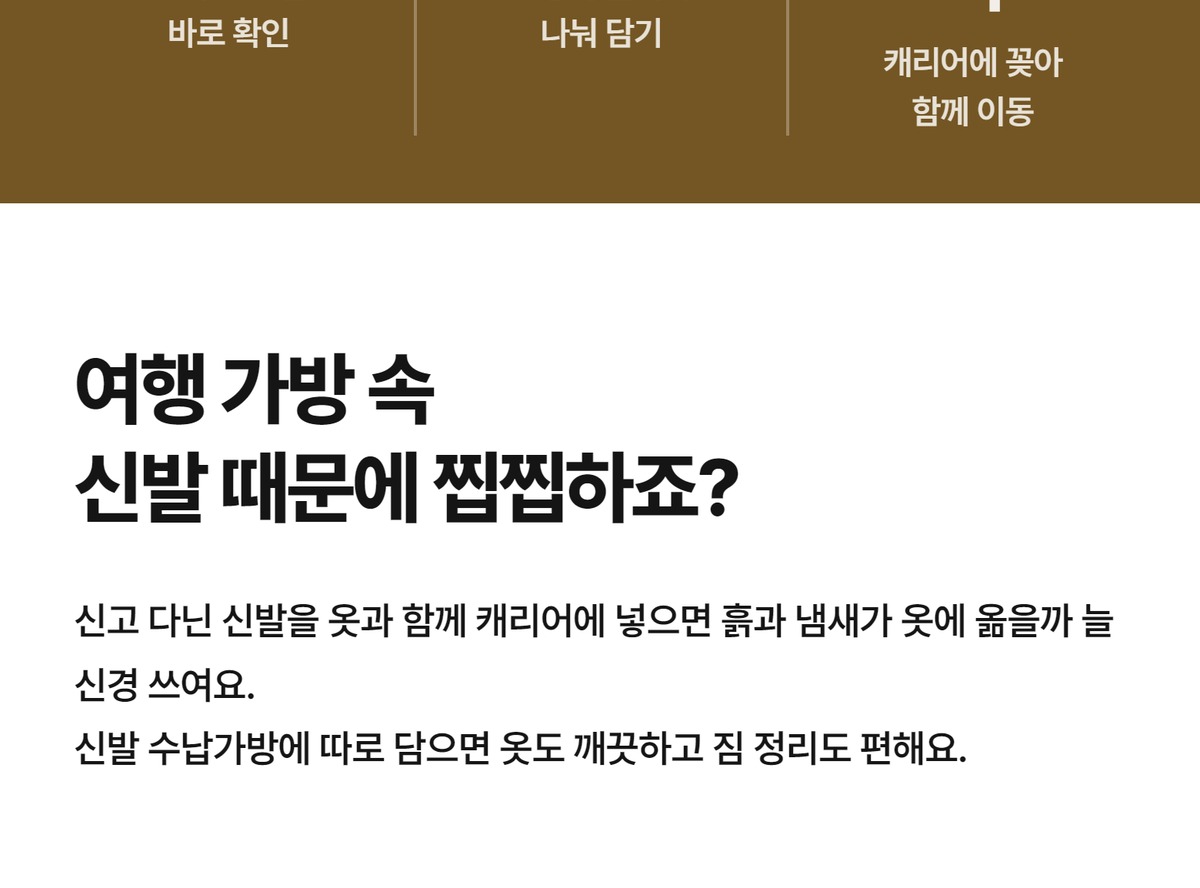 바로 확인
나눠 담기
캐리어에 꽂아
함께 이동
여행 가방 속
신발 때문에 찝찝하죠?
신고 다닌 신발을 옷과 함께 캐리어에 넣으면 흙과 냄새가 옷에 옮을까 늘
신경 쓰여요.
신발 수납가방에 따로 담으면 옷도 깨끗하고 짐 정리도 편해요.